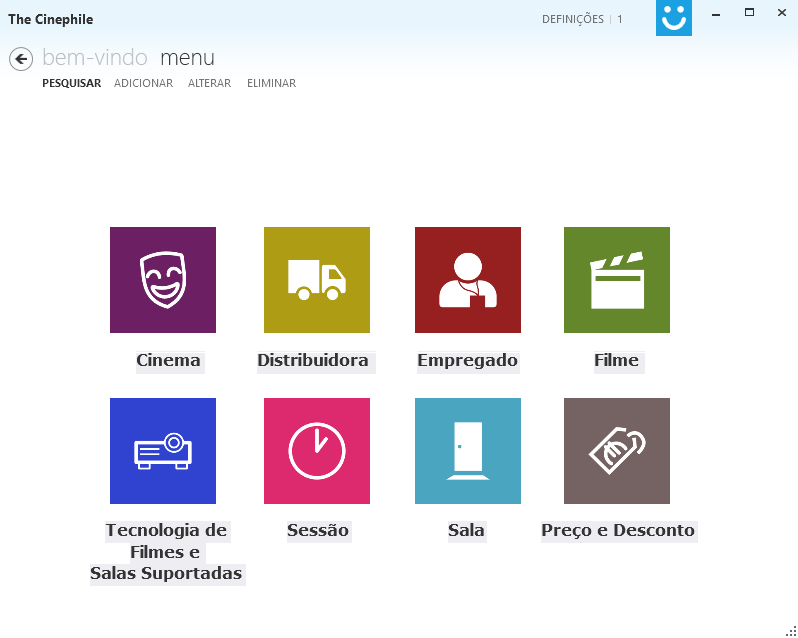 The Cinephile
DEFINIÇÕES | 1
bem-vindo menu
PESQUISAR ADICIONAR ALTERAR ELIMINAR
Cinema Distribuidora Empregado Filme
Tecnologia de
Filmes e
Salas Suportadas
Sessão Sala Preço e Desconto